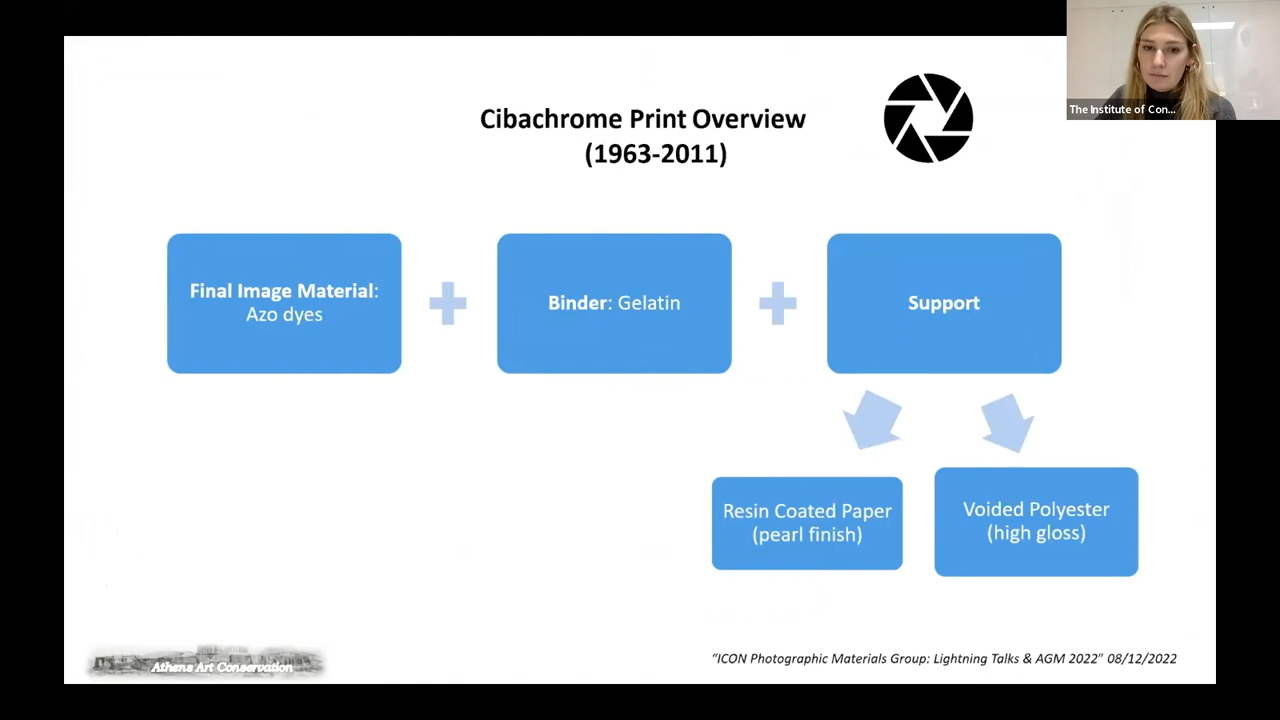 The Institute of Con...
Cibachrome Print Overview
(1963-2011)
Final Image Material:
Azo dyes
Binder: Gelatin
Support
Resin Coated Paper
(pearl finish)
Voided Polyester
(high gloss)
Athens Art Conservation
“ICON Photographic Materials Group: Lightning Talks & AGM 2022” 08/12/2022